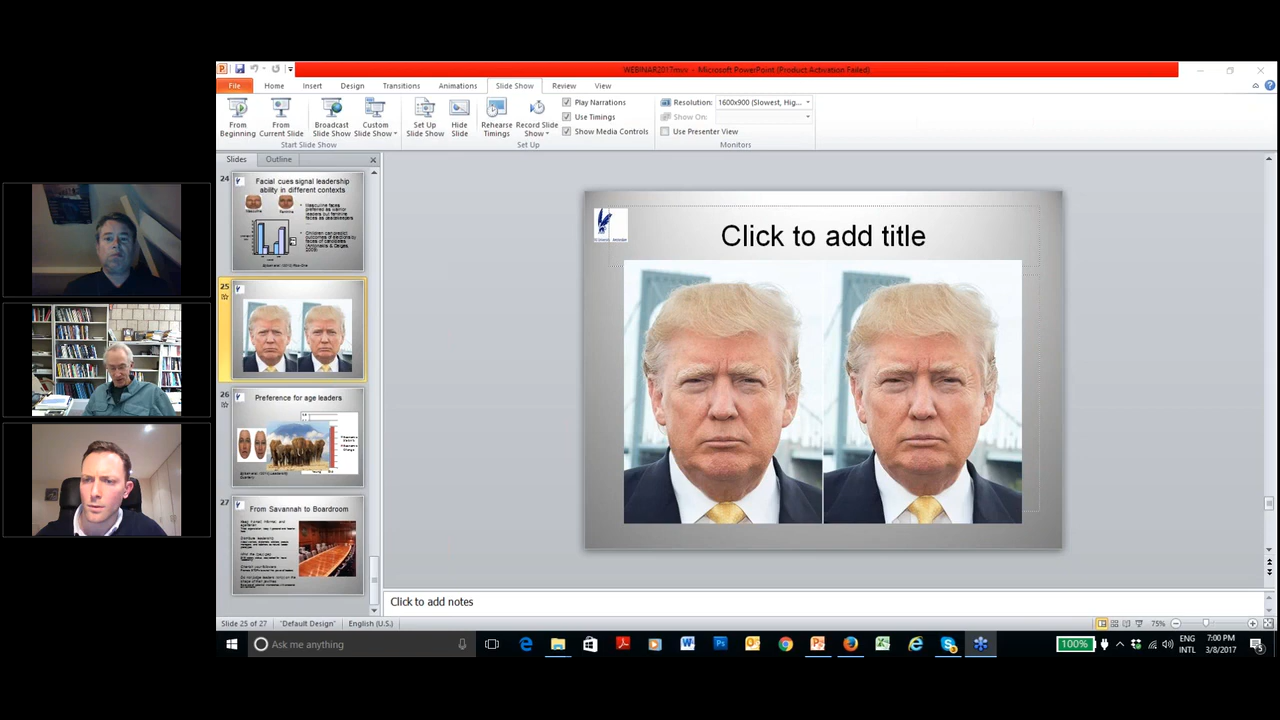 WEBINAR2017mvv - Microsoft PowerPoint (Product Activation Failed)
File Home Insert Design Transitions Animations Slide Show Review View
From Beginning
From Current Slide
Broadcast Slide Show
Custom Slide Show
Start Slide Show
Set Up Slide Show
Hide Slide
Rehearse Timings
Record Slide Show
Play Narrations
Use Timings
Show Media Controls
Set Up
Resolution: 1600x900 (Slowest, Hig...
Show On:
Use Presenter View
Monitors
Slides Outline
24
Facial cues signal leadership
ability in different contexts
25
26
Preference for age leaders
27
From Savannah to Boardroom
Click to add title
Click to add notes
Slide 25 of 27 "Default Design" English (U.S.) 75%
Ask me anything
100%
ENG
INTL
7:00 PM
3/8/2017